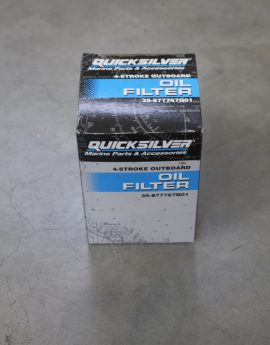 QUICKSILVER
Marine Parts & Accessories
4-STROKE OUTBOARD
OIL
FILTER
35-877767Q01
QUICKSILVER
Marine Parts & Accessories
4-STROKE OUTBOARD
OIL
FILTER
35-877767Q01